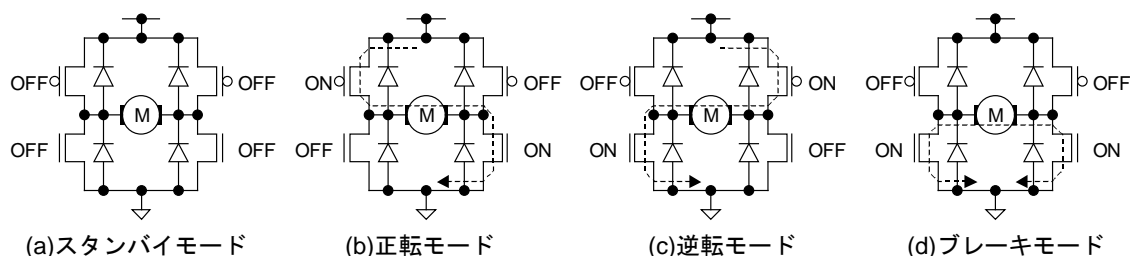 OFF OFF ON OFF OFF ON OFF OFF
M M M M
OFF OFF OFF ON ON OFF ON ON
(a)スタンバイモード (b)正転モード (c)逆転モード (d)ブレーキモード